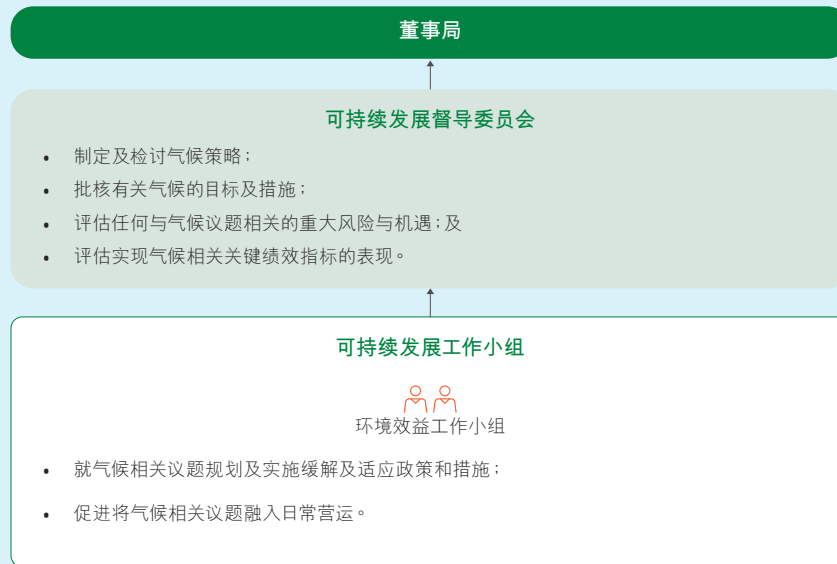 董事局
可持续发展督导委员会
• 制定及检讨气候策略；
• 批核有关气候的目标及措施；
• 评估任何与气候议题相关的重大风险与机遇；及
• 评估实现气候相关关键绩效指标的表现。
可持续发展工作小组
环境效益工作小组
• 就气候相关议题规划及实施缓解及适应政策和措施；
• 促进将气候相关议题融入日常营运。